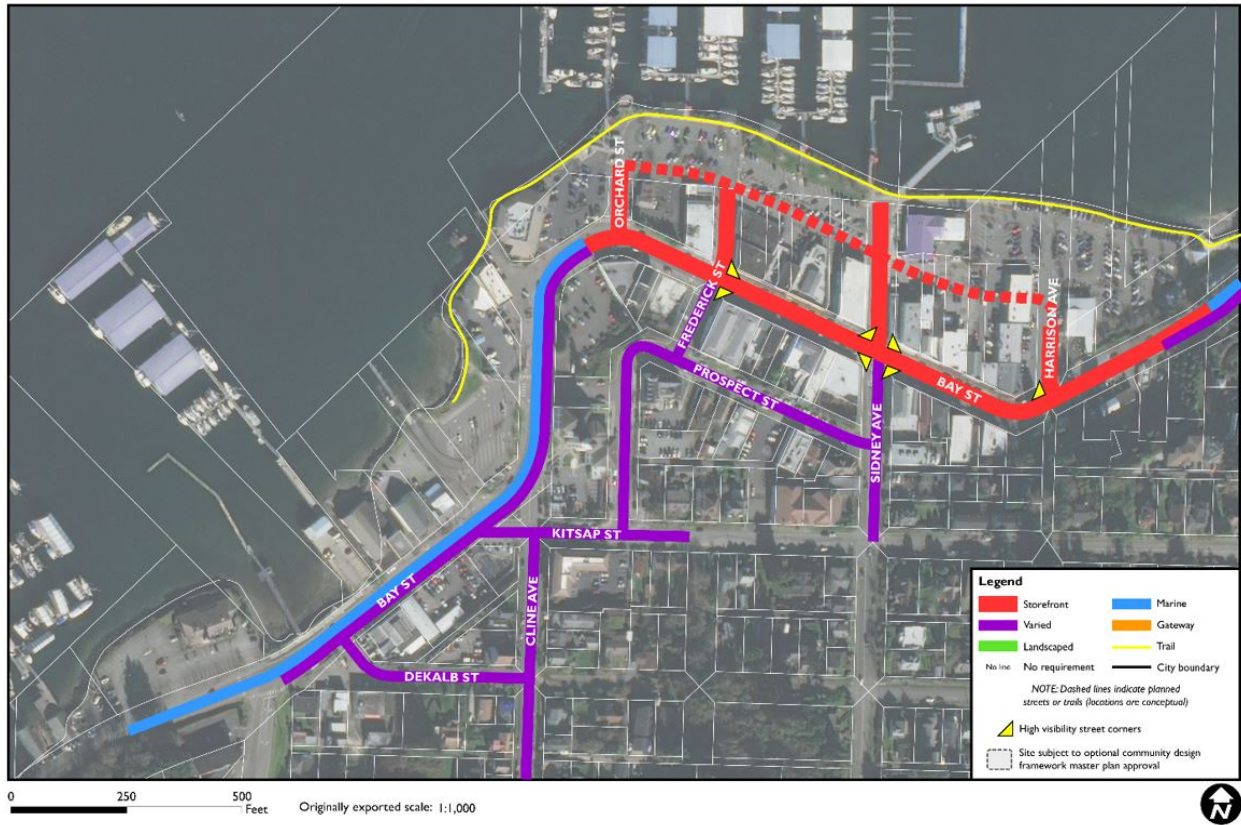 ORCHARD ST
FREDERICK ST
PROSPECT ST
SIDNEY AVE
BAY ST
HARRISON AVE
KITSAP ST
BAY ST
CLINE AVE
DEKALB ST
Legend
Storefront
Marine
Varied
Gateway
Landscaped
Trail
No line No requirement
City boundary
NOTE: Dashed lines indicate planned
streets or trails (locations are conceptual)
High visibility street corners
Site subject to optional community design
framework master plan approval
0 250 500
Feet
Originally exported scale: 1:1,000
N